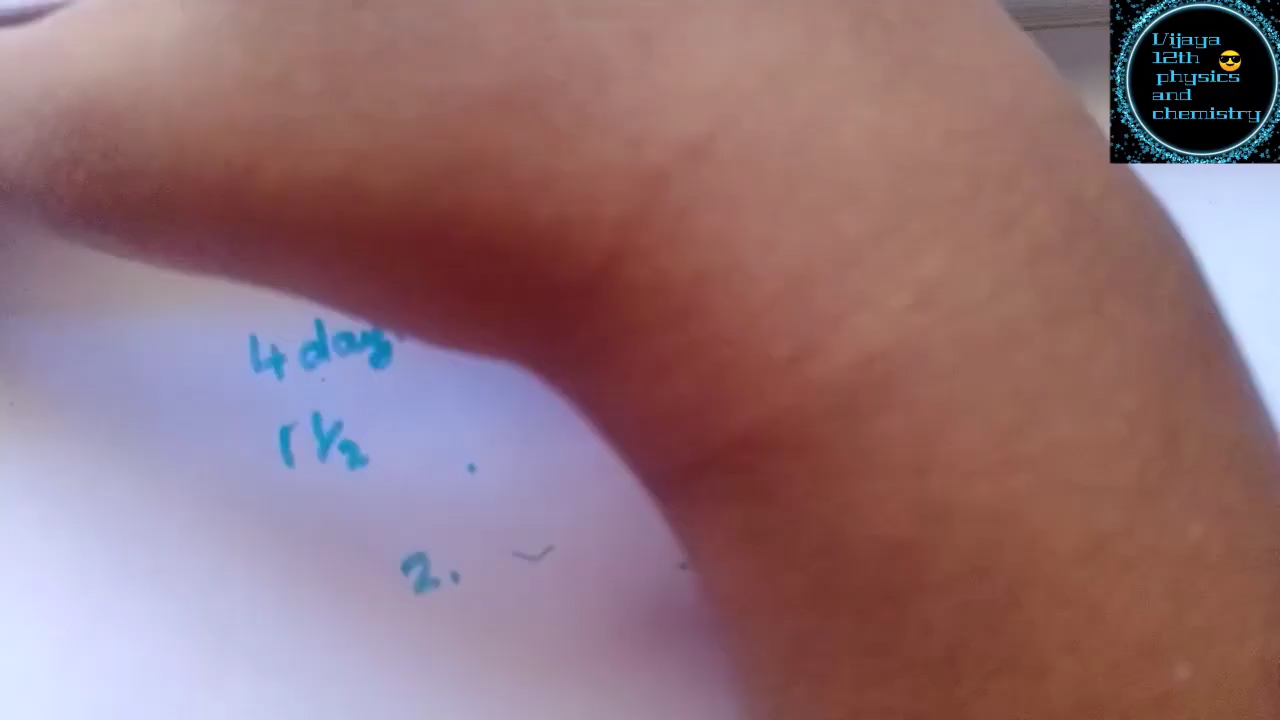 Vijaya
12th 😎
physics
and
chemistry
4 day
1 1/2
2.